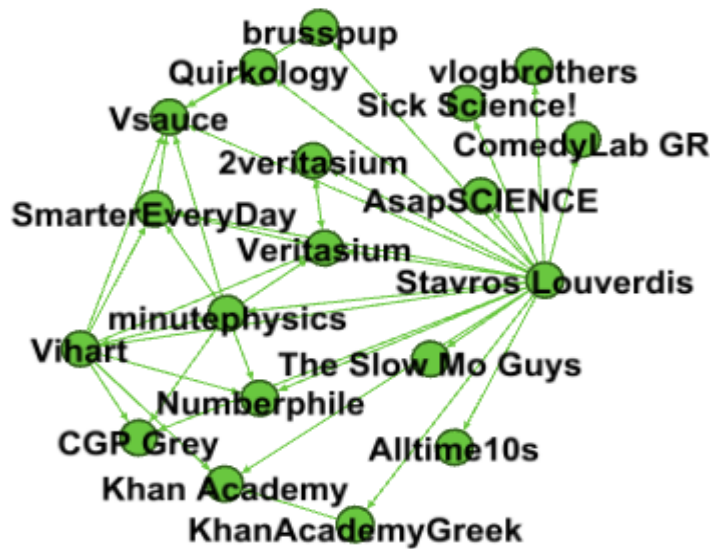 brusspup
Quirkology
vlogbrothers
Sick Science!
Vsauce
ComedyLab GR
2veritasium
AsapSCIENCE
SmarterEveryDay
Veritasium
Stavros Louverdis
minutephysics
Vihart
The Slow Mo Guys
Numberphile
CGP Grey
Alltime10s
Khan Academy
KhanAcademyGreek